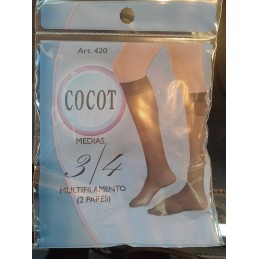 Art. 420
COCOT
MEDIAS
3/4
MULTIFILAMENTO
(2 PARES)